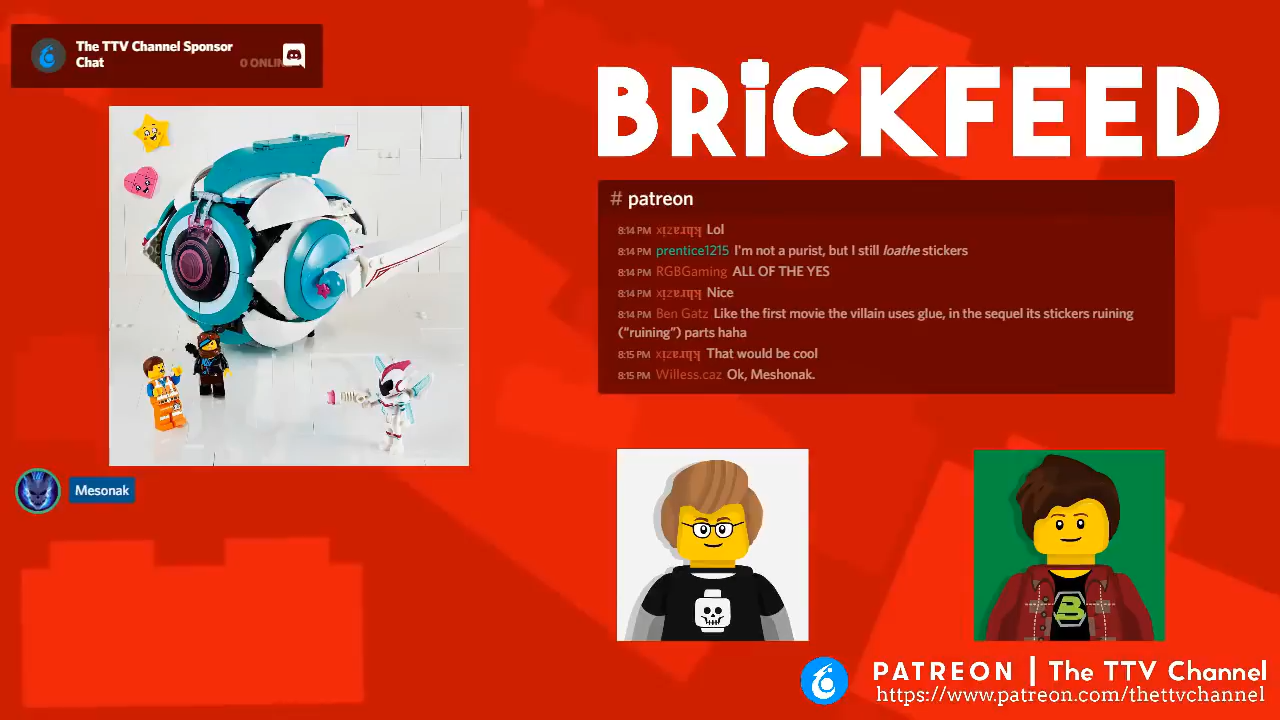 The TTV Channel Sponsor
Chat
BRiCKFEED
# patreon
8:14 PM Lol
8:14 PM prentice1215 I'm not a purist, but I still loathe stickers
8:14 PM RGBGaming ALL OF THE YES
8:14 PM Nice
8:14 PM Ben Gatz Like the first movie the villain uses glue, in the sequel its stickers ruining
("ruining") parts haha
8:15 PM That would be cool
8:15 PM Willess.caz Ok, Meshonak.
Mesonak
B
PATREON | The TTV Channel
https://www.patreon.com/thettvchannel